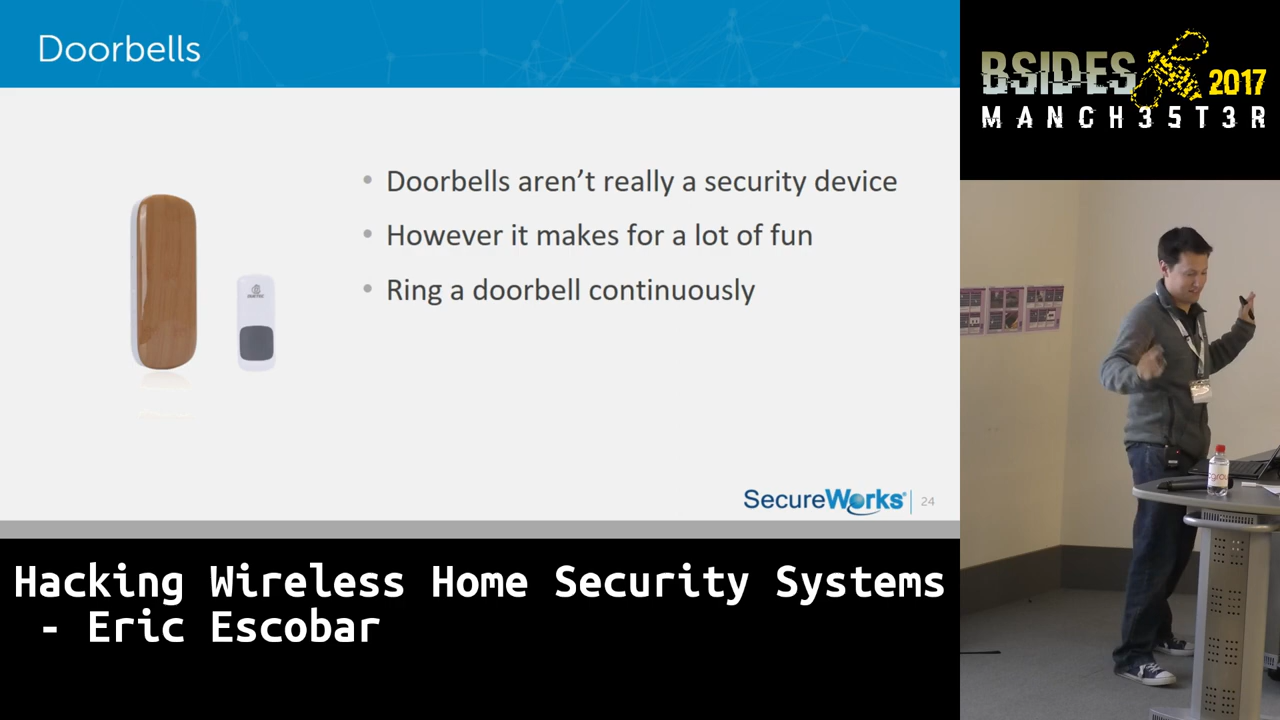 Doorbells
BSIDES 2017
MANCH35T3R
• Doorbells aren’t really a security device
• However it makes for a lot of fun
• Ring a doorbell continuously
SecureWorks® 24
Hacking Wireless Home Security Systems
- Eric Escobar